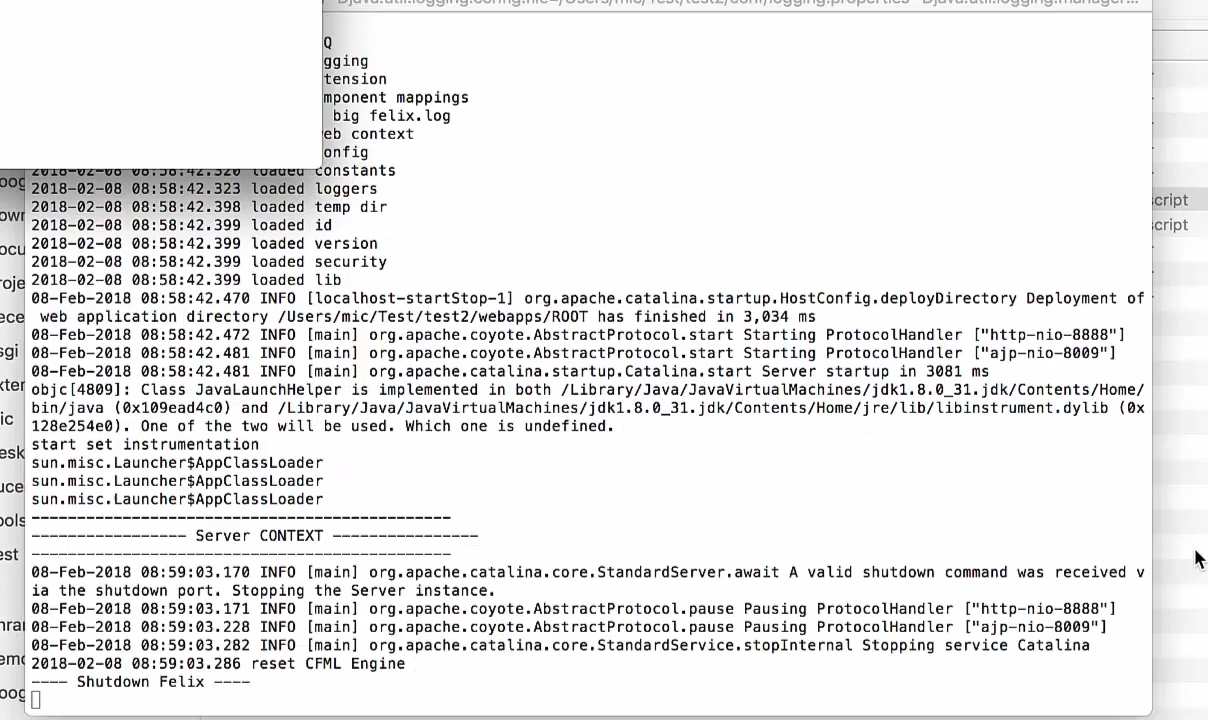 Djava.util.logging.config.file=/Users/mic/Test/test2/conf/logging.properties -Djava.util.logging.manager...
Q
gging
tension
mponent mappings
big felix.log
eb context
onfig
2018-02-08 08:58:42.320 loaded constants
2018-02-08 08:58:42.323 loaded loggers
2018-02-08 08:58:42.398 loaded temp dir
2018-02-08 08:58:42.399 loaded id
2018-02-08 08:58:42.399 loaded version
2018-02-08 08:58:42.399 loaded security
2018-02-08 08:58:42.399 loaded lib
08-Feb-2018 08:58:42.470 INFO [localhost-startStop-1] org.apache.catalina.startup.HostConfig.deployDirectory Deployment of
web application directory /Users/mic/Test/test2/webapps/ROOT has finished in 3,034 ms
08-Feb-2018 08:58:42.472 INFO [main] org.apache.coyote.AbstractProtocol.start Starting ProtocolHandler ["http-nio-8888"]
08-Feb-2018 08:58:42.481 INFO [main] org.apache.coyote.AbstractProtocol.start Starting ProtocolHandler ["ajp-nio-8009"]
08-Feb-2018 08:58:42.481 INFO [main] org.apache.catalina.startup.Catalina.start Server startup in 3081 ms
objc[4809]: Class JavaLaunchHelper is implemented in both /Library/Java/JavaVirtualMachines/jdk1.8.0_31.jdk/Contents/Home/
bin/java (0x109ead4c0) and /Library/Java/JavaVirtualMachines/jdk1.8.0_31.jdk/Contents/Home/jre/lib/libinstrument.dylib (0x
128e254e0). One of the two will be used. Which one is undefined.
start set instrumentation
sun.misc.Launcher$AppClassLoader
sun.misc.Launcher$AppClassLoader
sun.misc.Launcher$AppClassLoader
----------------------------------------------
----------------- Server CONTEXT ----------------
----------------------------------------------
08-Feb-2018 08:59:03.170 INFO [main] org.apache.catalina.core.StandardServer.await A valid shutdown command was received v
ia the shutdown port. Stopping the Server instance.
08-Feb-2018 08:59:03.171 INFO [main] org.apache.coyote.AbstractProtocol.pause Pausing ProtocolHandler ["http-nio-8888"]
08-Feb-2018 08:59:03.228 INFO [main] org.apache.coyote.AbstractProtocol.pause Pausing ProtocolHandler ["ajp-nio-8009"]
08-Feb-2018 08:59:03.282 INFO [main] org.apache.catalina.core.StandardService.stopInternal Stopping service Catalina
2018-02-08 08:59:03.286 reset CFML Engine
---- Shutdown Felix ----
oog
own
ocu
roje
ece
sgi
xter
ic
esk
uce
ools
est
hrar
emo
oog
cript
cript